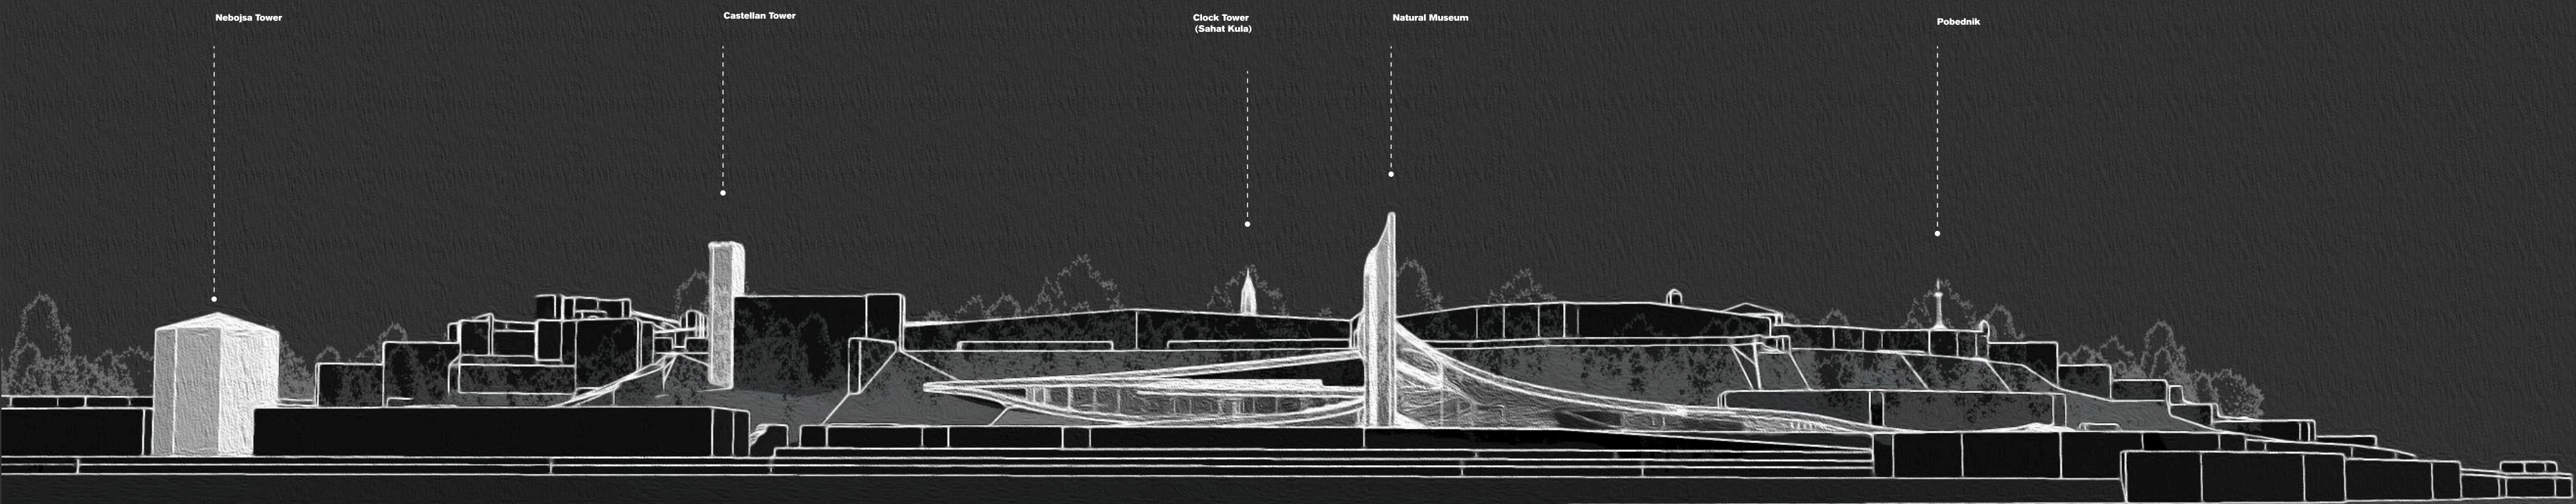 Nebojsa Tower
Castellan Tower
Clock Tower
(Sahat Kula)
Natural Museum
Pobednik